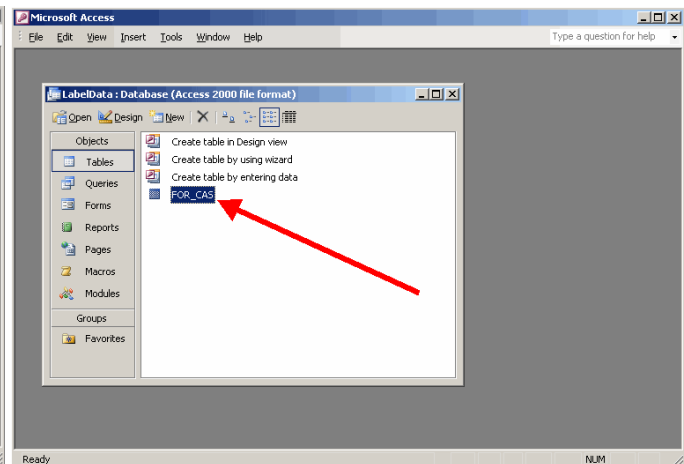 Microsoft Access
File Edit View Insert Tools Window Help Type a question for help
LabelData : Database (Access 2000 file format)
Open Design New
Objects
Tables
Queries
Forms
Reports
Pages
Macros
Modules
Groups
Favorites
Create table in Design view
Create table by using wizard
Create table by entering data
FOR_CAS
Ready NUM